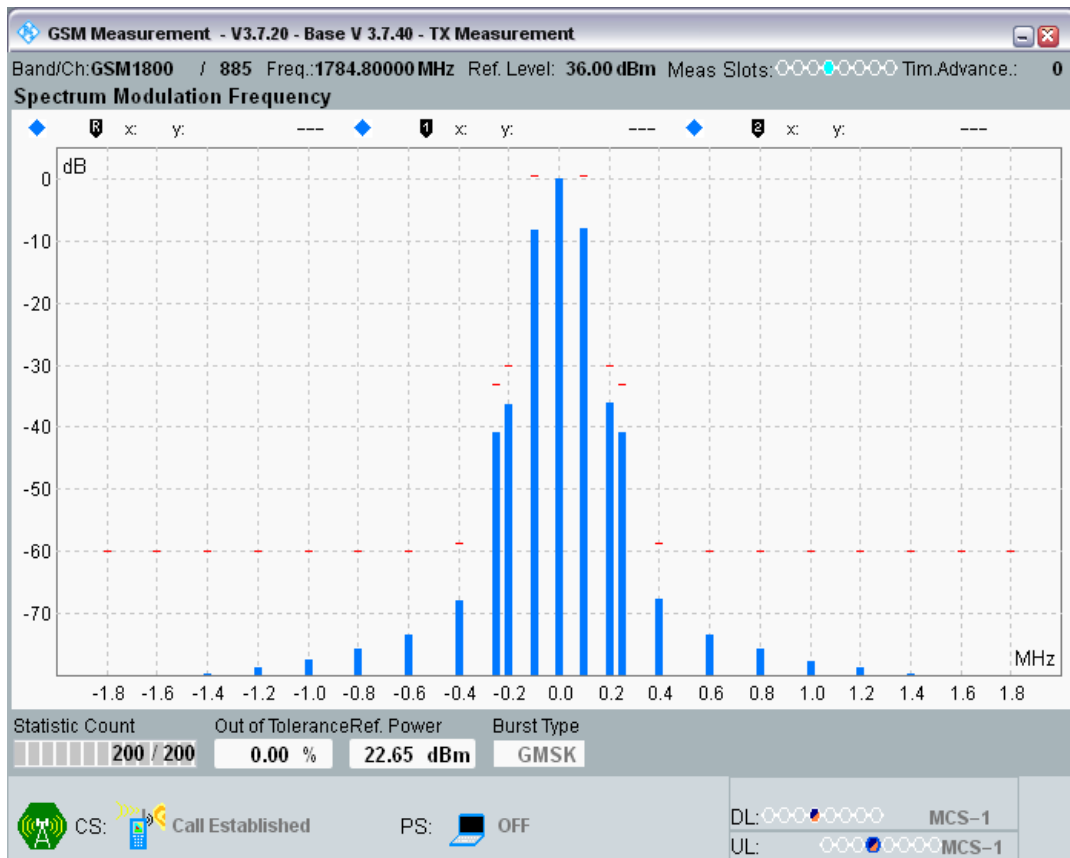 GSM Measurement - V3.7.20 - Base V 3.7.40 - TX Measurement
Band/Ch:GSM1800 / 885 Freq.:1784.80000 MHz Ref. Level: 36.00 dBm Meas Slots: Tim.Advance.: 0
Spectrum Modulation Frequency
R x: y: --- 1 x: y: --- 2 x: y: ---
dB
0
-10
-20
-30
-40
-50
-60
-70
MHz
-1.8 -1.6 -1.4 -1.2 -1.0 -0.8 -0.6 -0.4 -0.2 0.0 0.2 0.4 0.6 0.8 1.0 1.2 1.4 1.6 1.8
Statistic Count Out of Tolerance Ref. Power Burst Type
200 / 200 0.00 % 22.65 dBm GMSK
CS: Call Established PS: OFF
DL: MCS-1
UL: MCS-1